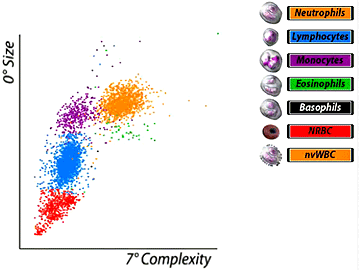 0° Size
7° Complexity
Neutrophils
Lymphocytes
Monocytes
Eosinophils
Basophils
NRBC
nvWBC